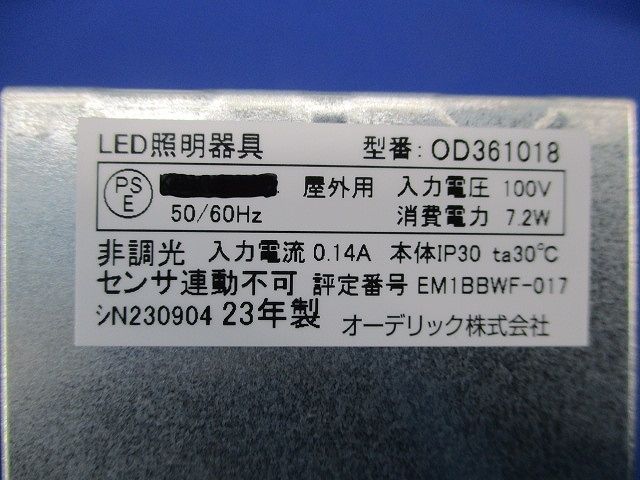 LED照明器具 型番: OD361018
PS E 屋外用 入力電圧 100V
50/60Hz 消費電力 7.2W
非調光 入力電流 0.14A 本体IP30 ta30℃
センサ連動不可 評定番号 EM1BBWF-017
シN230904 23年製 オーデリック株式会社